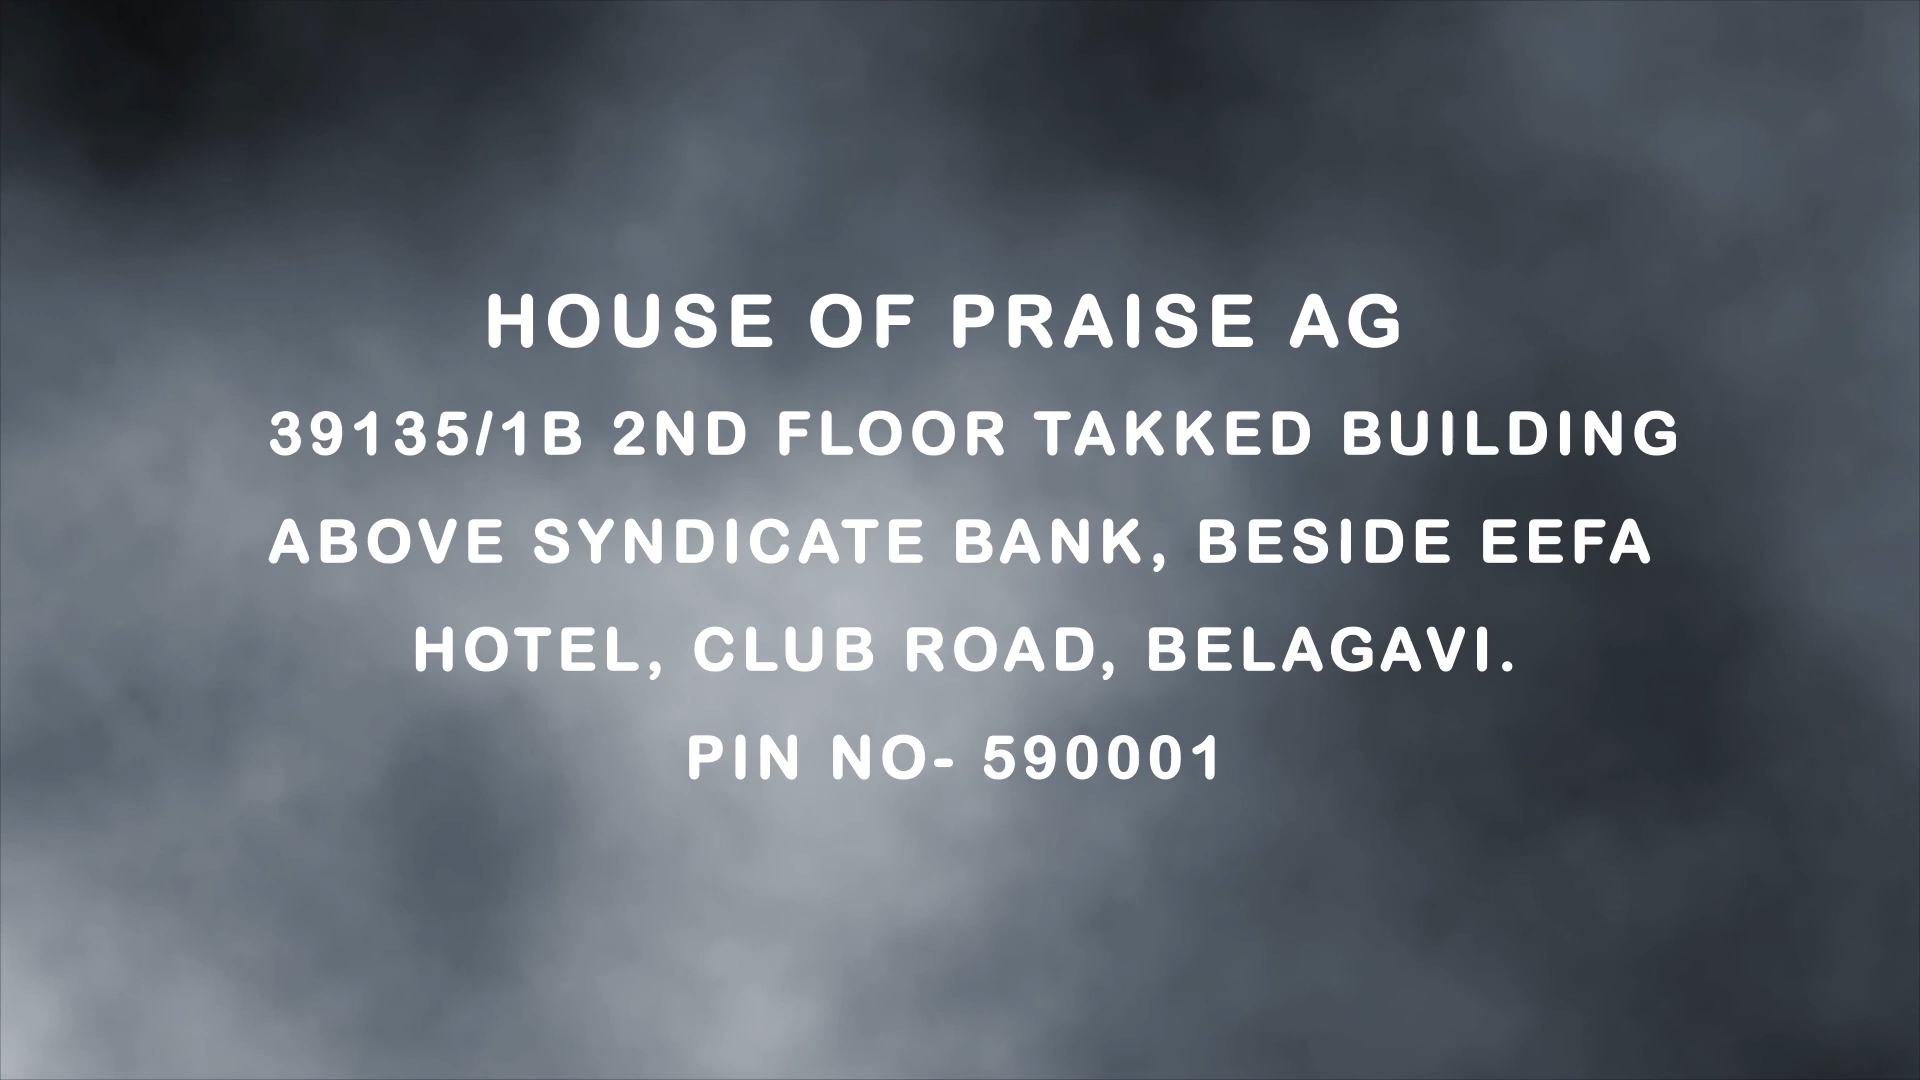 HOUSE OF PRAISE AG
39135/1B 2ND FLOOR TAKKED BUILDING
ABOVE SYNDICATE BANK, BESIDE EEFA
HOTEL, CLUB ROAD, BELAGAVI.
PIN NO- 590001